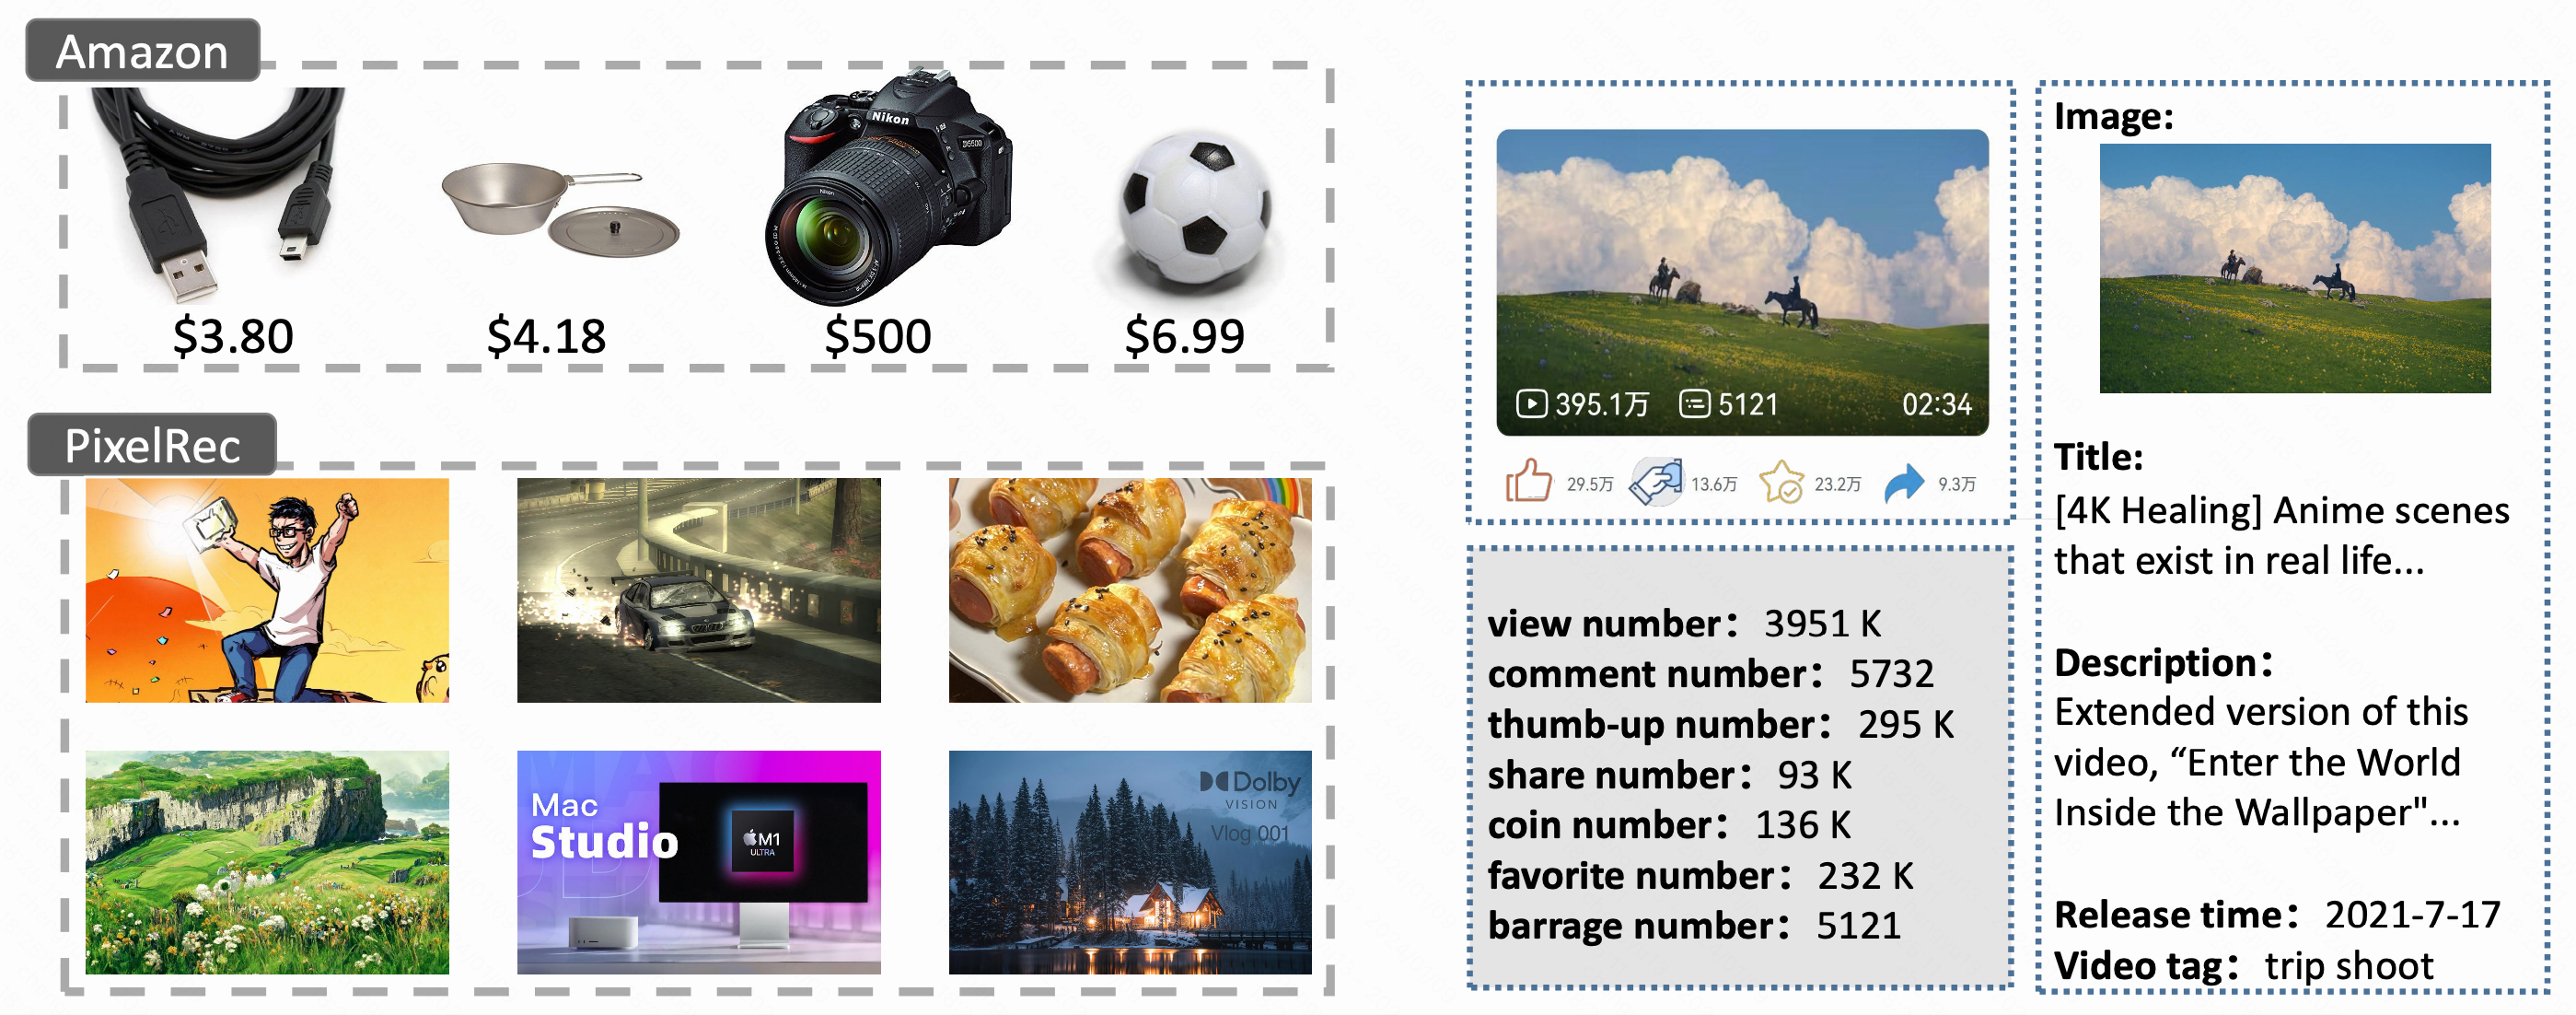 Amazon
Nikon
D5500
$3.80
$4.18
$500
$6.99
PixelRec
Mac
Studio
M1
ULTRA
Dolby
VISION
Vlog 001
395.1万
5121
02:34
29.5万
13.6万
23.2万
9.3万
view number： 3951 K
comment number： 5732
thumb-up number： 295 K
share number： 93 K
coin number： 136 K
favorite number： 232 K
barrage number： 5121
Image:
Title:
[4K Healing] Anime scenes
that exist in real life...
Description：
Extended version of this
video, “Enter the World
Inside the Wallpaper"...
Release time： 2021-7-17
Video tag： trip shoot